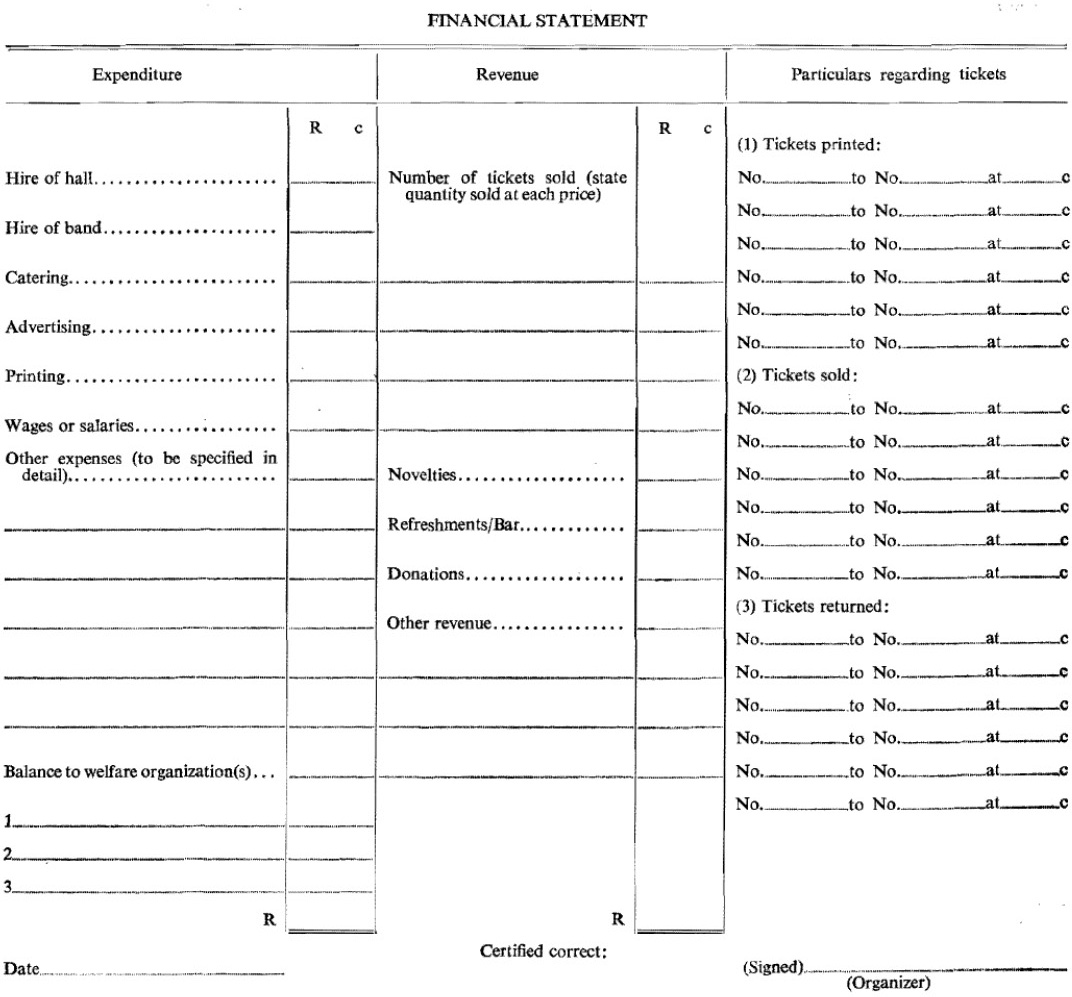 FINANCIAL STATEMENT
Expenditure
R c
Hire of hall......................
Hire of band.....................
Catering.........................
Advertising......................
Printing.........................
Wages or salaries.................
Other expenses (to be specified in
detail).........................
Balance to welfare organization(s)...
1
2
3
R
Date
Revenue
R c
Number of tickets sold (state
quantity sold at each price)
Novelties....................
Refreshments/Bar.............
Donations...................
Other revenue................
R
Certified correct:
Particulars regarding tickets
(1) Tickets printed:
No. to No. at c
No. to No. at c
No. to No. at c
No. to No. at c
No. to No. at c
No. to No. at c
(2) Tickets sold:
No. to No. at c
No. to No. at c
No. to No. at c
No. to No. at c
No. to No. at c
No. to No. at c
(3) Tickets returned:
No. to No. at c
No. to No. at c
No. to No. at c
No. to No. at c
No. to No. at c
No. to No. at c
(Signed)
(Organizer)